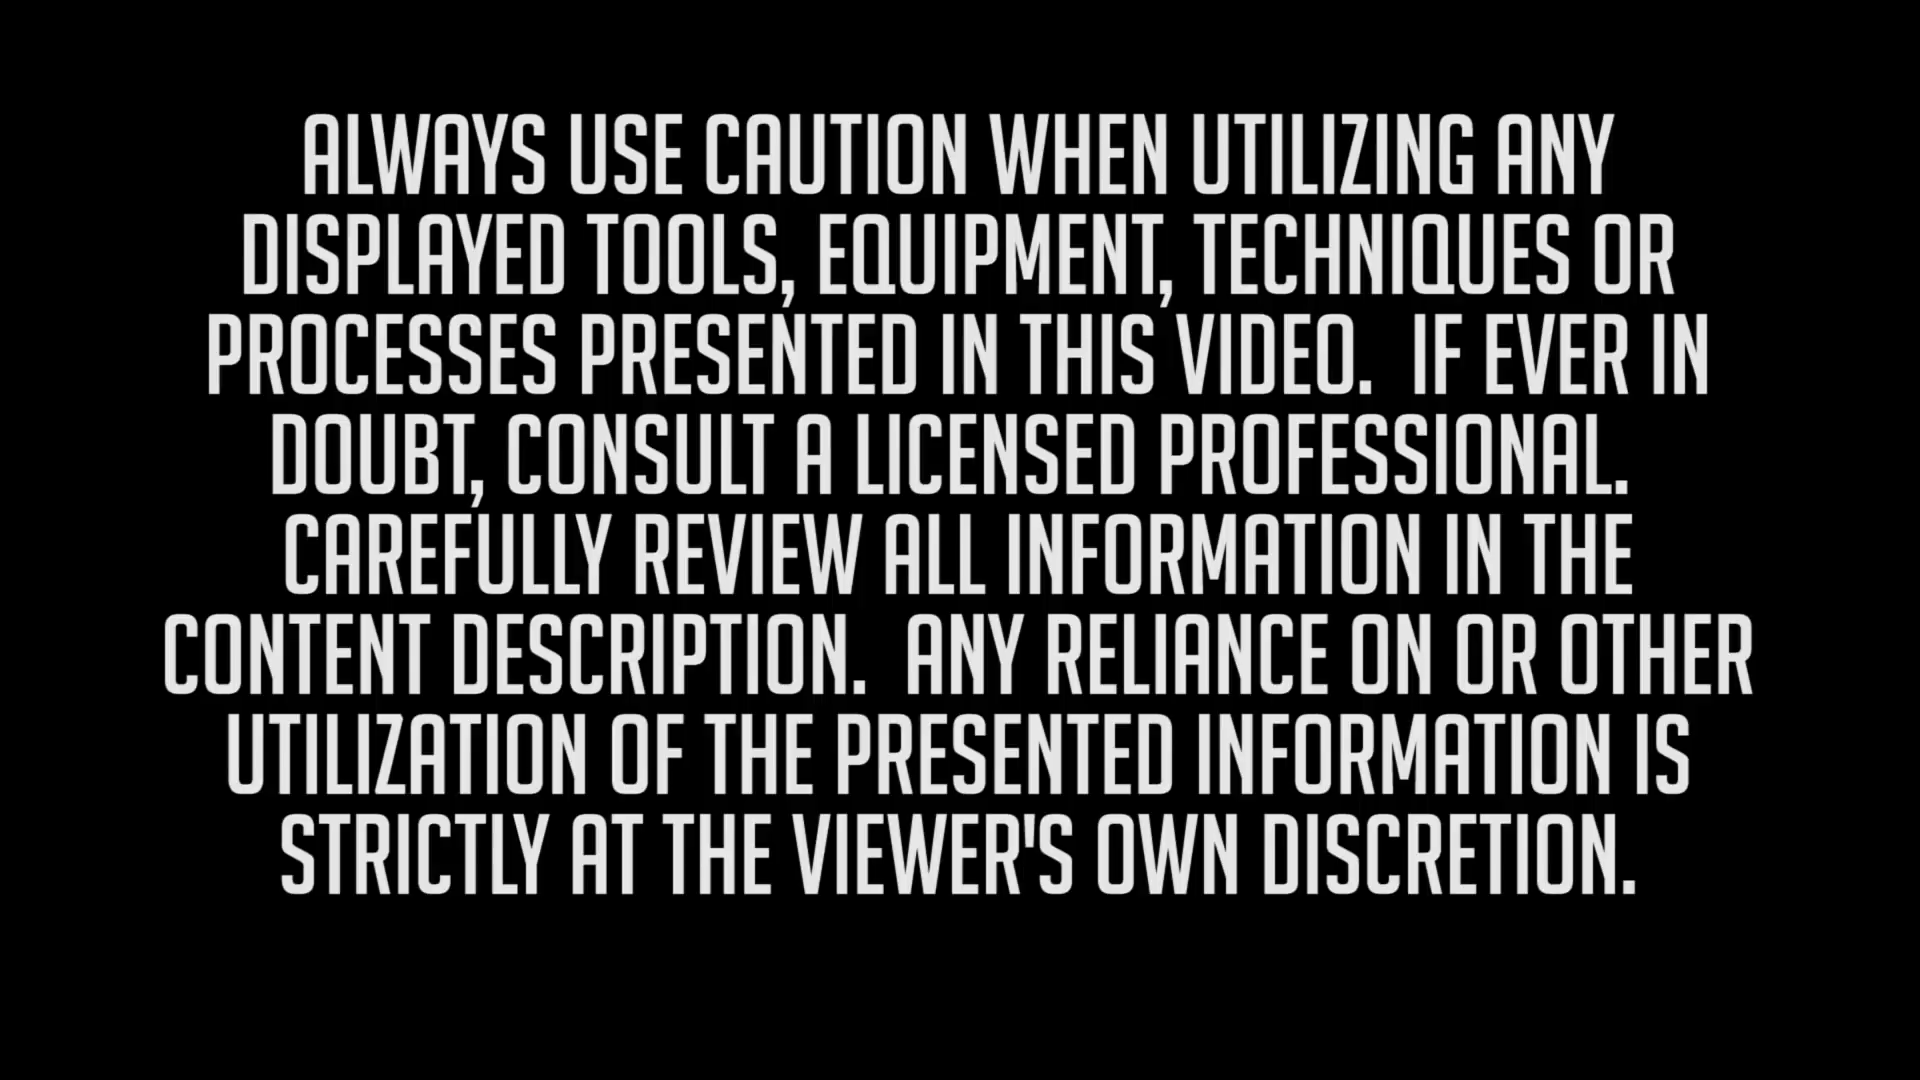 ALWAYS USE CAUTION WHEN UTILIZING ANY
DISPLAYED TOOLS, EQUIPMENT, TECHNIQUES OR
PROCESSES PRESENTED IN THIS VIDEO.  IF EVER IN
DOUBT, CONSULT A LICENSED PROFESSIONAL.
CAREFULLY REVIEW ALL INFORMATION IN THE
CONTENT DESCRIPTION.  ANY RELIANCE ON OR OTHER
UTILIZATION OF THE PRESENTED INFORMATION IS
STRICTLY AT THE VIEWER'S OWN DISCRETION.